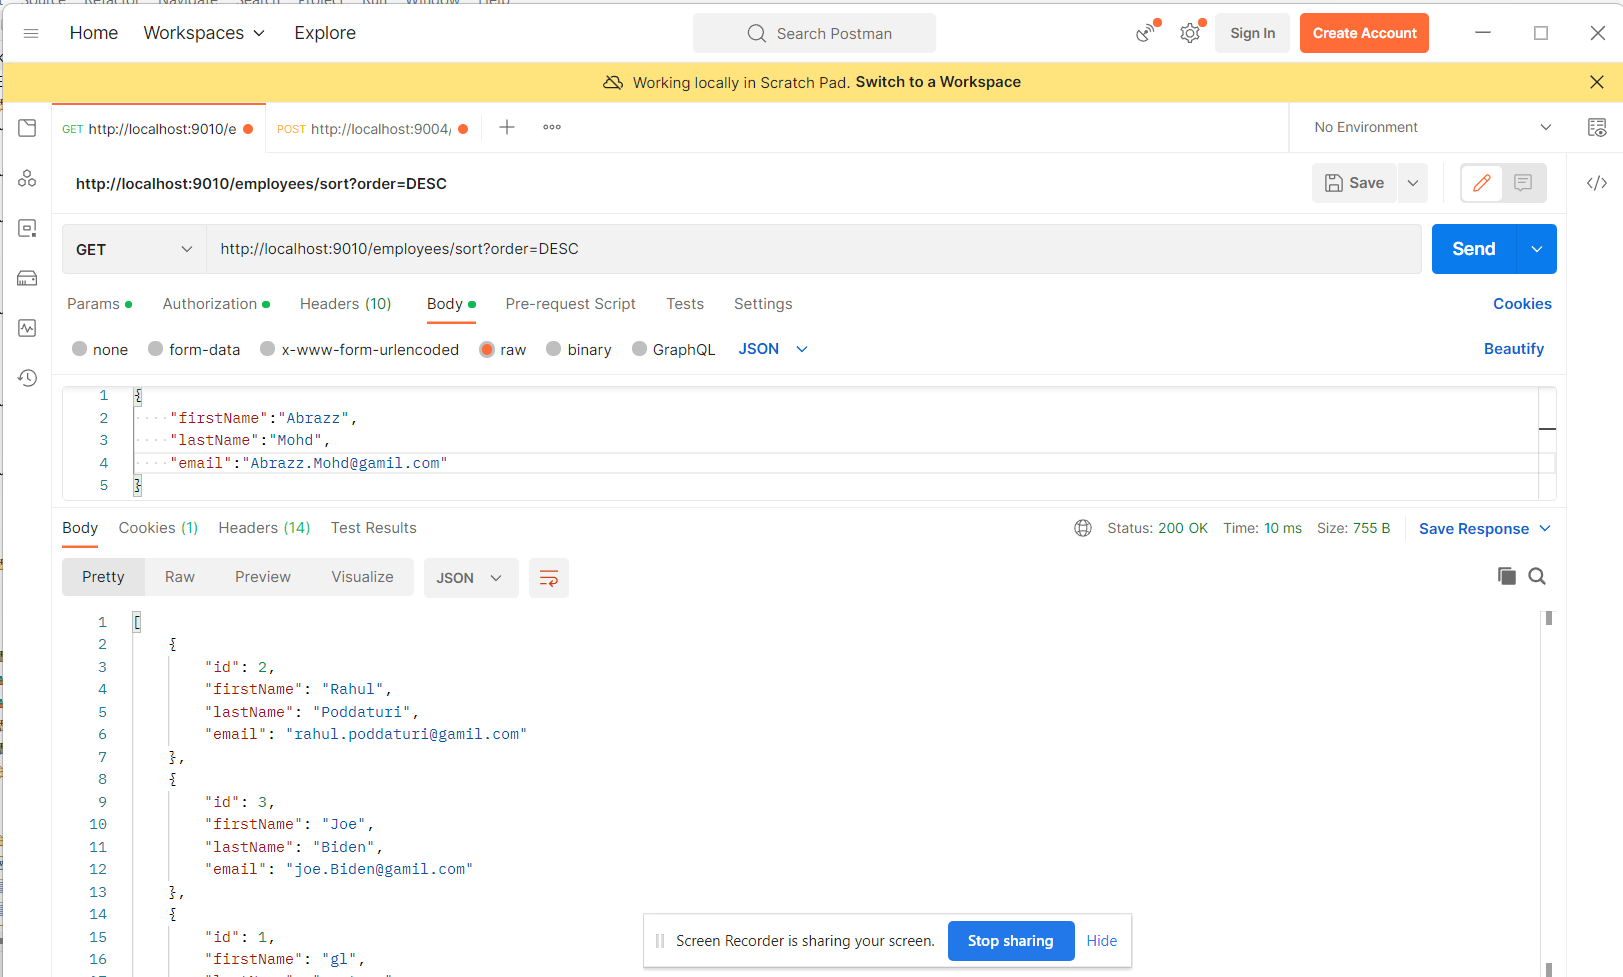 Source Refactor Navigate Search Project Run Window Help
Home Workspaces Explore Search Postman Sign In Create Account
Working locally in Scratch Pad. Switch to a Workspace
GET http://localhost:9010/e POST http://localhost:9004/ No Environment
http://localhost:9010/employees/sort?order=DESC Save
GET http://localhost:9010/employees/sort?order=DESC Send
Params Authorization Headers (10) Body Pre-request Script Tests Settings Cookies
none form-data x-www-form-urlencoded raw binary GraphQL JSON Beautify
1 {
2 "firstName":"Abrazz",
3 "lastName":"Mohd",
4 "email":"Abrazz.Mohd@gamil.com"
5 }
Body Cookies (1) Headers (14) Test Results Status: 200 OK Time: 10 ms Size: 755 B Save Response
Pretty Raw Preview Visualize JSON
1 [
2 {
3 "id": 2,
4 "firstName": "Rahul",
5 "lastName": "Poddaturi",
6 "email": "rahul.poddaturi@gamil.com"
7 },
8 {
9 "id": 3,
10 "firstName": "Joe",
11 "lastName": "Biden",
12 "email": "joe.Biden@gamil.com"
13 },
14 {
15 "id": 1,
16 "firstName": "gl",
Screen Recorder is sharing your screen. Stop sharing Hide